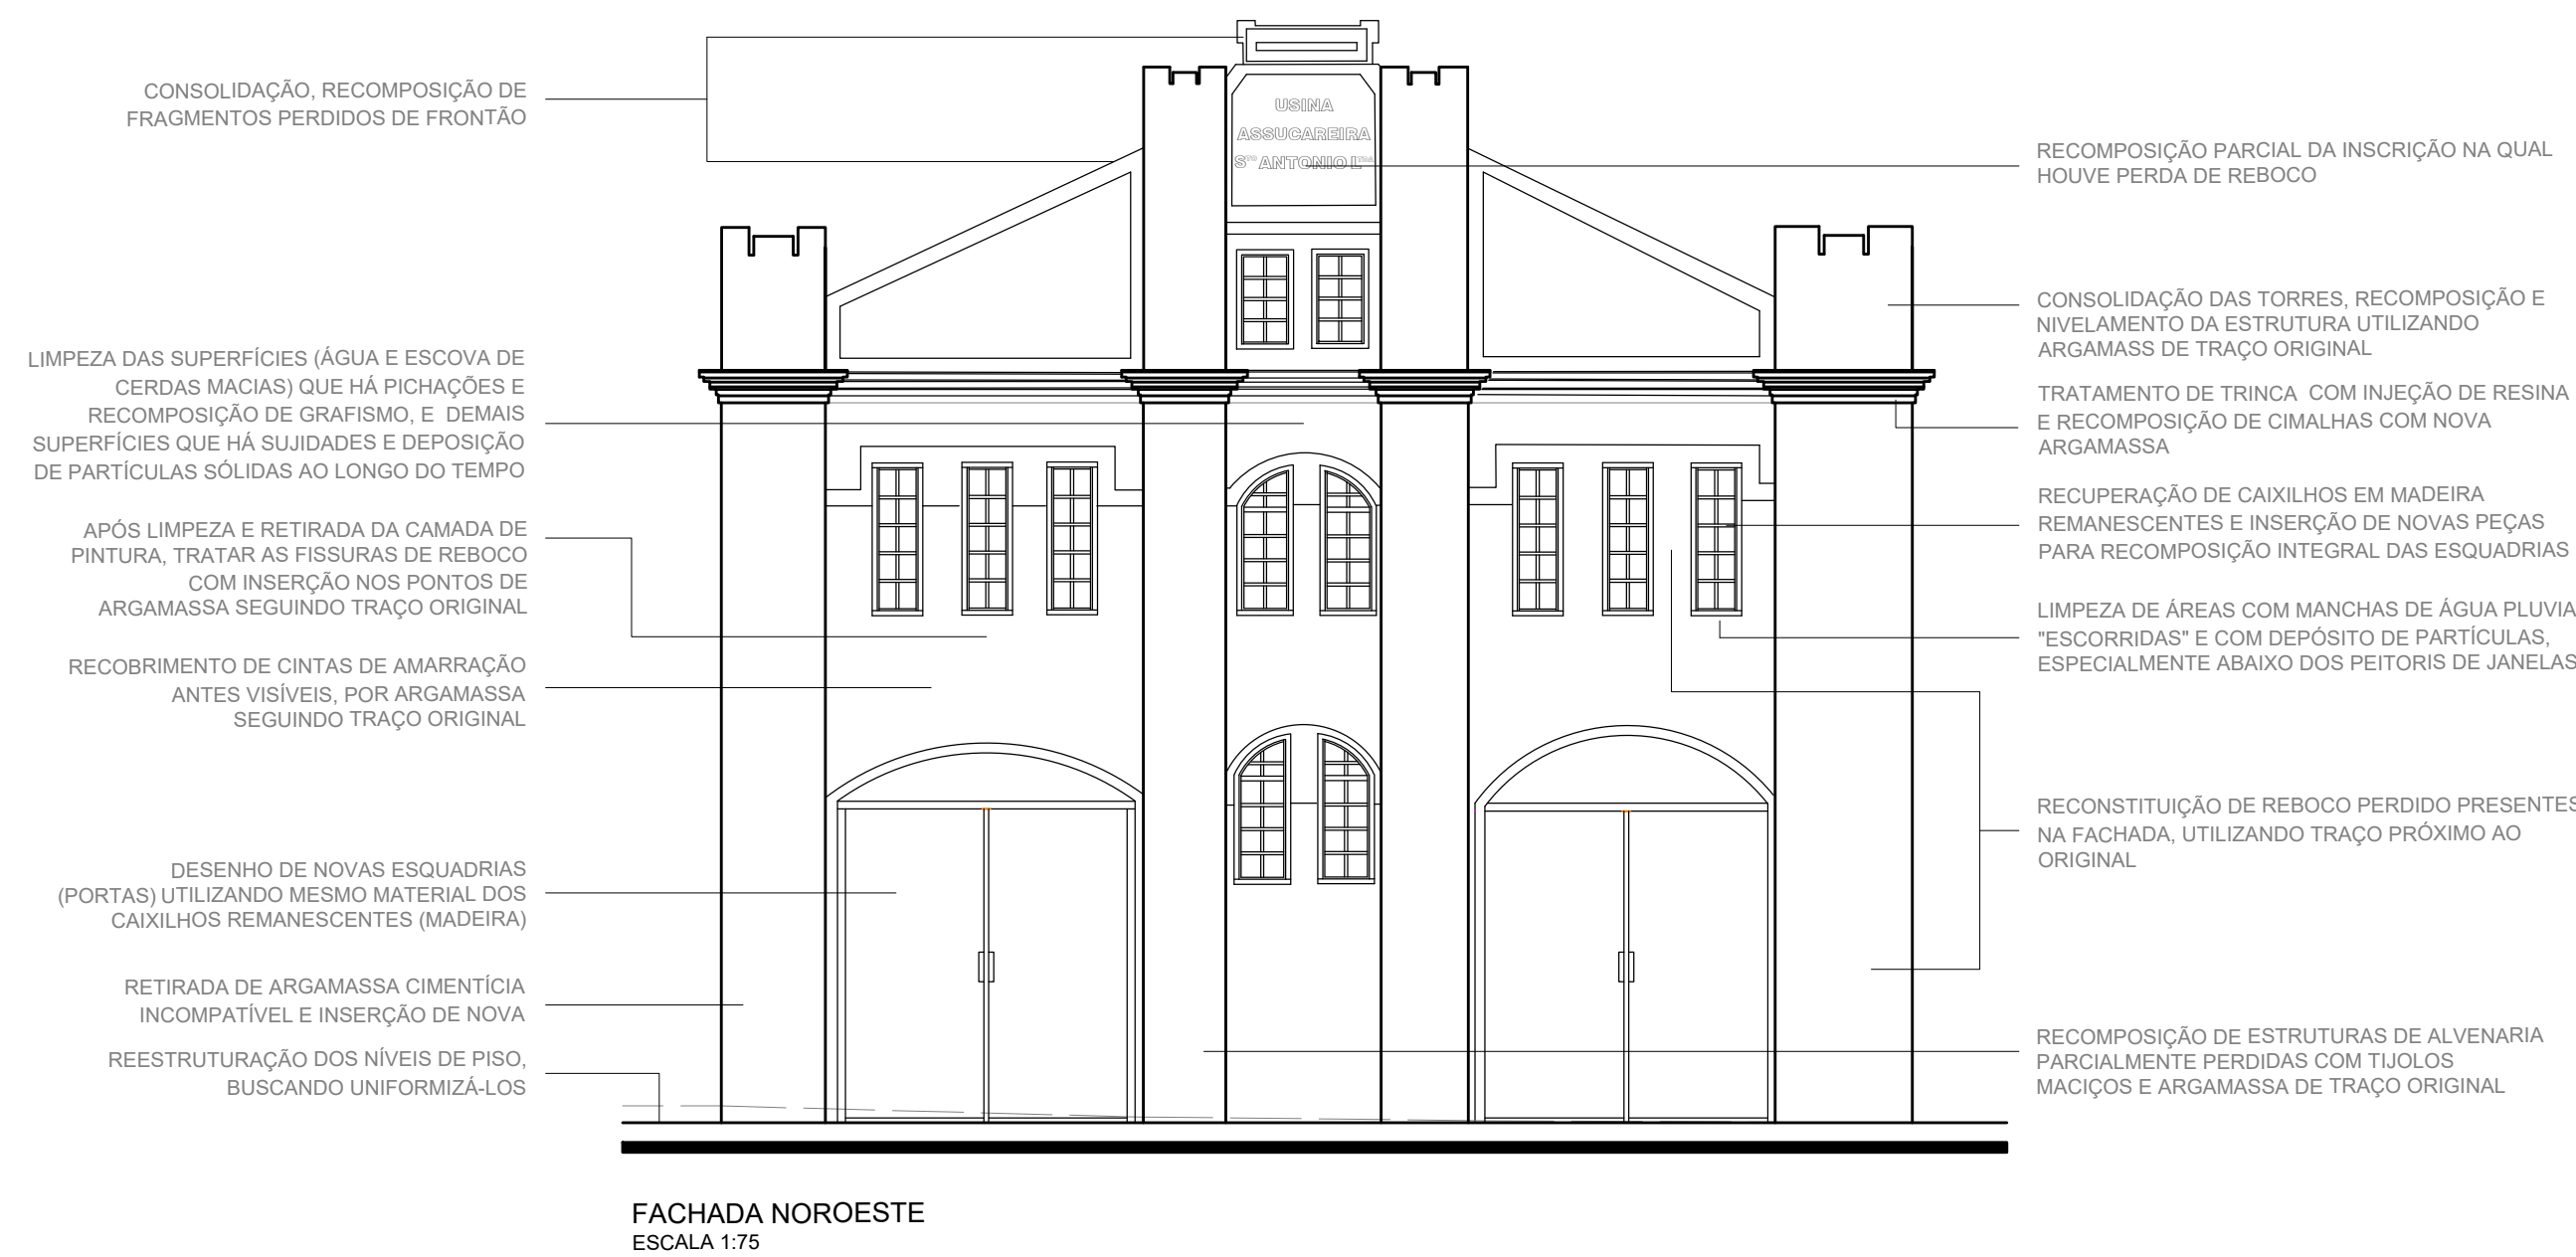 CONSOLIDAÇÃO, RECOMPOSIÇÃO DE
FRAGMENTOS PERDIDOS DE FRONTÃO
LIMPEZA DAS SUPERFÍCIES (ÁGUA E ESCOVA DE
CERDAS MACIAS) QUE HÁ PICHAÇÕES E
RECOMPOSIÇÃO DE GRAFISMO, E DEMAIS
SUPERFÍCIES QUE HÁ SUJIDADES E DEPOSIÇÃO
DE PARTÍCULAS SÓLIDAS AO LONGO DO TEMPO
APÓS LIMPEZA E RETIRADA DA CAMADA DE
PINTURA, TRATAR AS FISSURAS DE REBOCO
COM INSERÇÃO NOS PONTOS DE
ARGAMASSA SEGUINDO TRAÇO ORIGINAL
RECOBRIMENTO DE CINTAS DE AMARRAÇÃO
ANTES VISÍVEIS, POR ARGAMASSA
SEGUINDO TRAÇO ORIGINAL
DESENHO DE NOVAS ESQUADRIAS
(PORTAS) UTILIZANDO MESMO MATERIAL DOS
CAIXILHOS REMANESCENTES (MADEIRA)
RETIRADA DE ARGAMASSA CIMENTÍCIA
INCOMPATÍVEL E INSERÇÃO DE NOVA
REESTRUTURAÇÃO DOS NÍVEIS DE PISO,
BUSCANDO UNIFORMIZÁ-LOS
USINA
ASSUCAREIRA
Sᵀᴼ ANTONIO Lᵀᴰᴬ
RECOMPOSIÇÃO PARCIAL DA INSCRIÇÃO NA QUAL
HOUVE PERDA DE REBOCO
CONSOLIDAÇÃO DAS TORRES, RECOMPOSIÇÃO E
NIVELAMENTO DA ESTRUTURA UTILIZANDO
ARGAMASS DE TRAÇO ORIGINAL
TRATAMENTO DE TRINCA COM INJEÇÃO DE RESINA
E RECOMPOSIÇÃO DE CIMALHAS COM NOVA
ARGAMASSA
RECUPERAÇÃO DE CAIXILHOS EM MADEIRA
REMANESCENTES E INSERÇÃO DE NOVAS PEÇAS
PARA RECOMPOSIÇÃO INTEGRAL DAS ESQUADRIAS
LIMPEZA DE ÁREAS COM MANCHAS DE ÁGUA PLUVIA
"ESCORRIDAS" E COM DEPÓSITO DE PARTÍCULAS,
ESPECIALMENTE ABAIXO DOS PEITORIS DE JANELAS
RECONSTITUIÇÃO DE REBOCO PERDIDO PRESENTES
NA FACHADA, UTILIZANDO TRAÇO PRÓXIMO AO
ORIGINAL
RECOMPOSIÇÃO DE ESTRUTURAS DE ALVENARIA
PARCIALMENTE PERDIDAS COM TIJOLOS
MACIÇOS E ARGAMASSA DE TRAÇO ORIGINAL
FACHADA NOROESTE
ESCALA 1:75